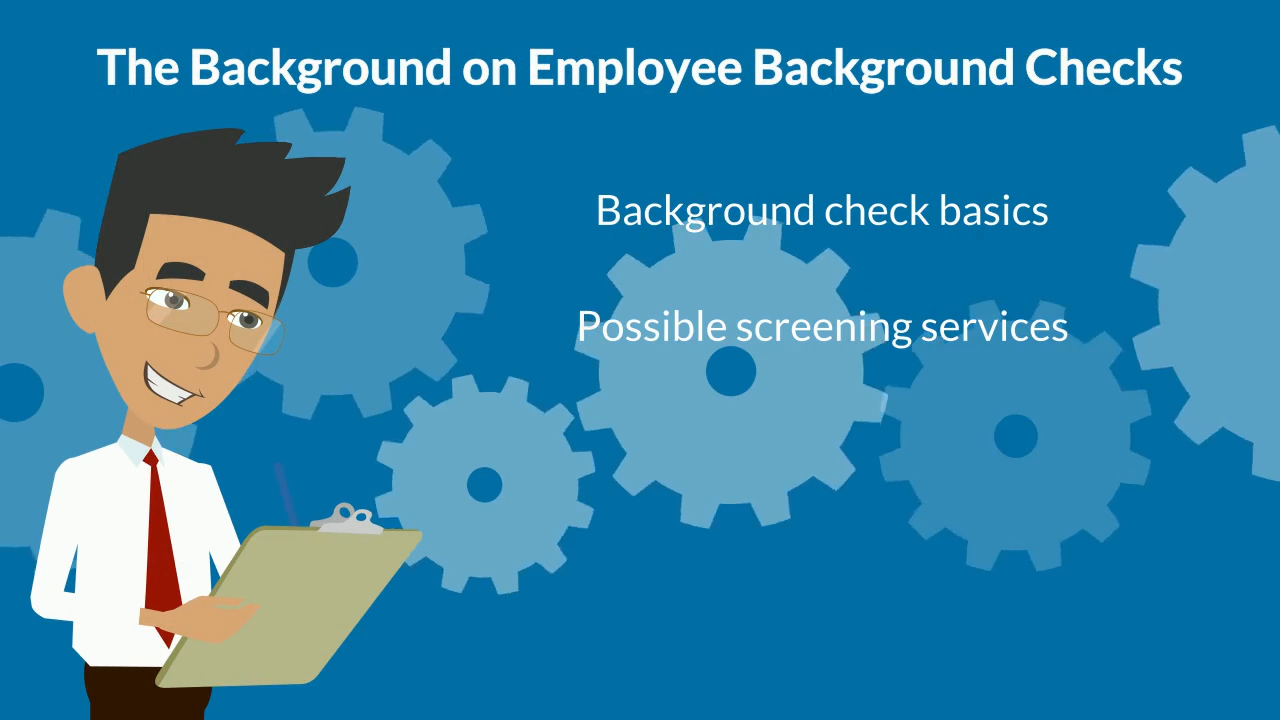 The Background on Employee Background Checks
Background check basics
Possible screening services